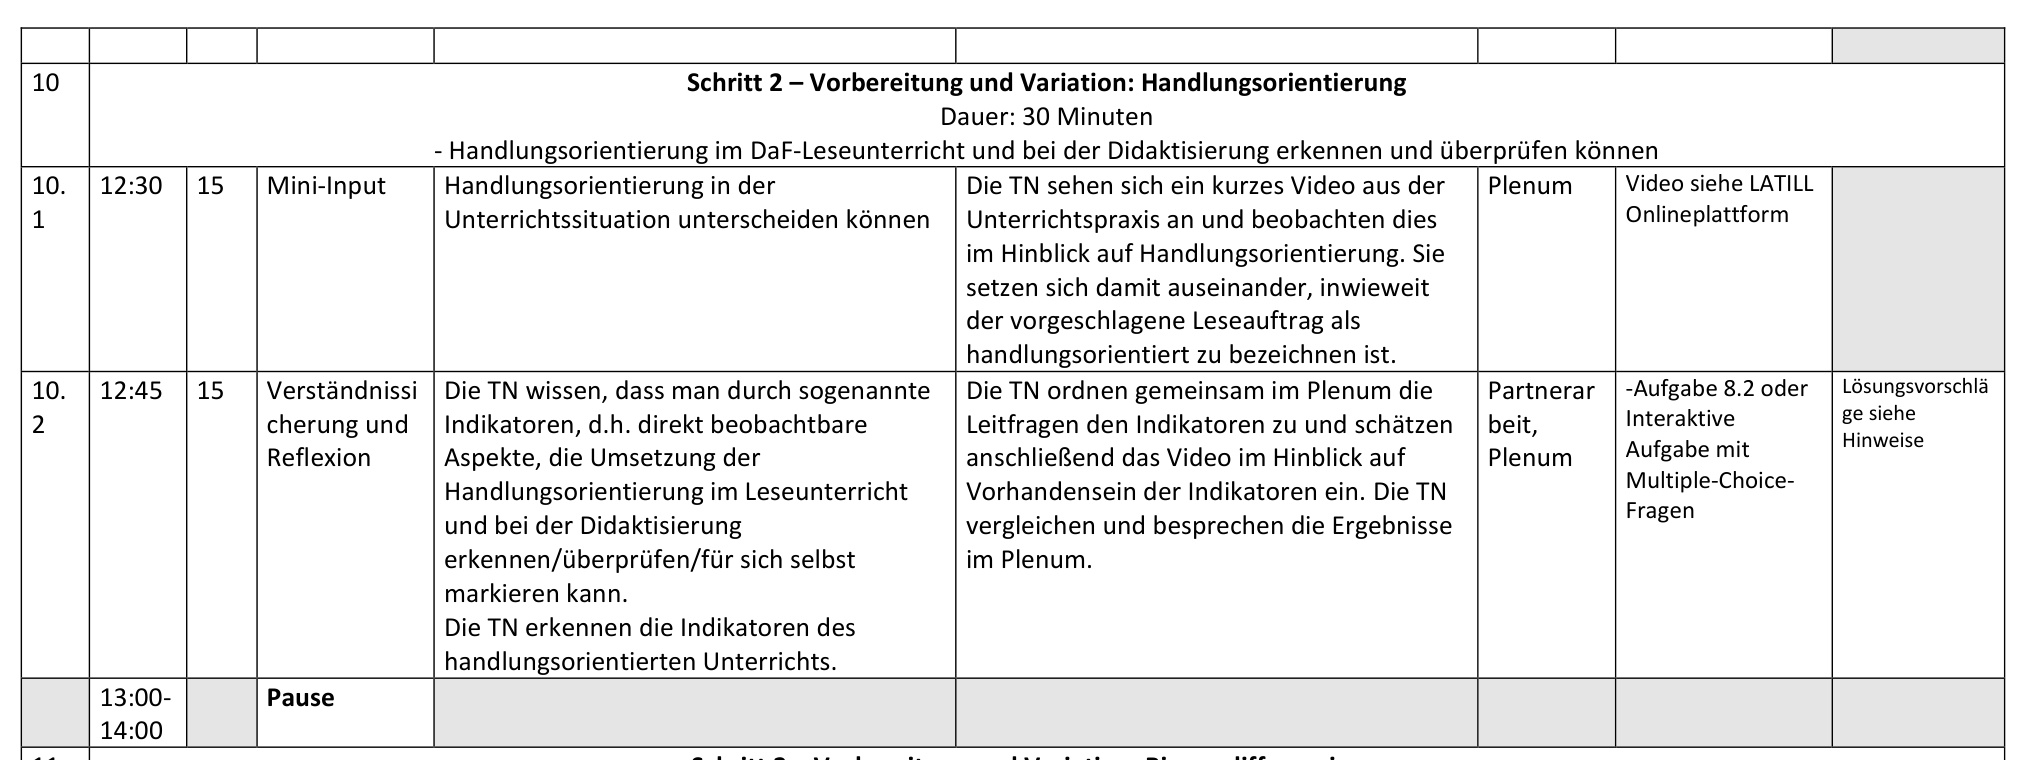 10
Schritt 2 – Vorbereitung und Variation: Handlungsorientierung
Dauer: 30 Minuten
- Handlungsorientierung im DaF-Leseunterricht und bei der Didaktisierung erkennen und überprüfen können
10.
1
12:30
15
Mini-Input
Handlungsorientierung in der
Unterrichtssituation unterscheiden können
Die TN sehen sich ein kurzes Video aus der
Unterrichtspraxis an und beobachten dies
im Hinblick auf Handlungsorientierung. Sie
setzen sich damit auseinander, inwieweit
der vorgeschlagene Leseauftrag als
handlungsorientiert zu bezeichnen ist.
Plenum
Video siehe LATILL
Onlineplattform
10.
2
12:45
15
Verständnissi
cherung und
Reflexion
Die TN wissen, dass man durch sogenannte
Indikatoren, d.h. direkt beobachtbare
Aspekte, die Umsetzung der
Handlungsorientierung im Leseunterricht
und bei der Didaktisierung
erkennen/überprüfen/für sich selbst
markieren kann.
Die TN erkennen die Indikatoren des
handlungsorientierten Unterrichts.
Die TN ordnen gemeinsam im Plenum die
Leitfragen den Indikatoren zu und schätzen
anschließend das Video im Hinblick auf
Vorhandensein der Indikatoren ein. Die TN
vergleichen und besprechen die Ergebnisse
im Plenum.
Partnerar
beit,
Plenum
-Aufgabe 8.2 oder
Interaktive
Aufgabe mit
Multiple-Choice-
Fragen
Lösungsvorschlä
ge siehe
Hinweise
13:00-
14:00
Pause